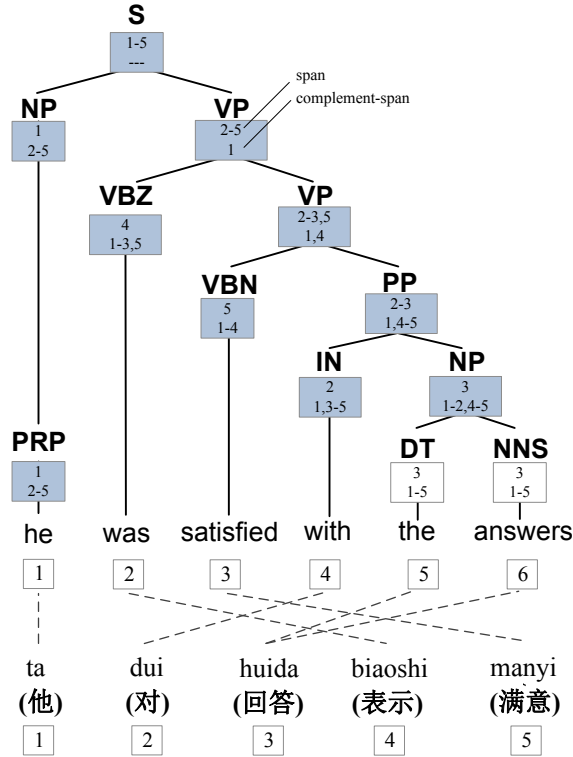 S
1-5
---
span
complement-span
NP
1
2-5
VP
2-5
1
VBZ
4
1-3,5
VP
2-3,5
1,4
VBN
5
1-4
PP
2-3
1,4-5
IN
2
1,3-5
NP
3
1-2,4-5
PRP
1
2-5
DT
3
1-5
NNS
3
1-5
he was satisfied with the answers
1 2 3 4 5 6
ta dui huida biaoshi manyi
(他) (对) (回答) (表示) (满意)
1 2 3 4 5